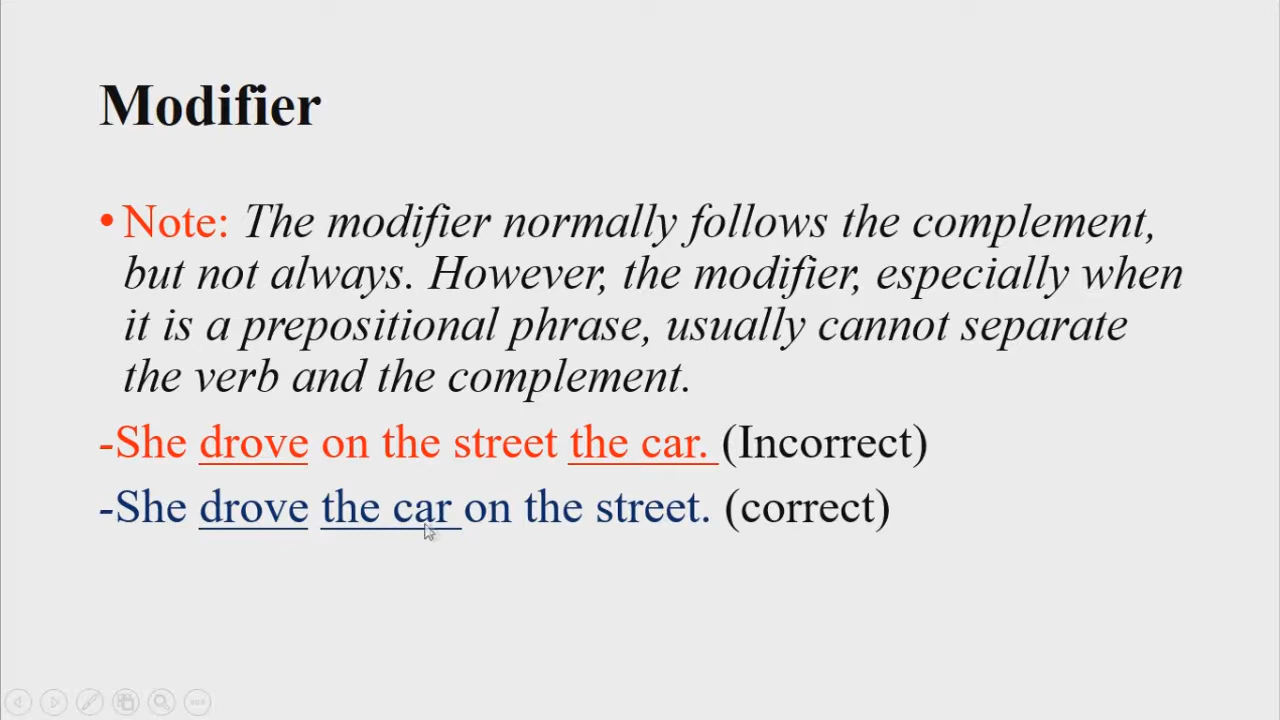 Modifier
•Note: The modifier normally follows the complement,
but not always. However, the modifier, especially when
it is a prepositional phrase, usually cannot separate
the verb and the complement.
-She drove on the street the car. (Incorrect)
-She drove the car on the street. (correct)